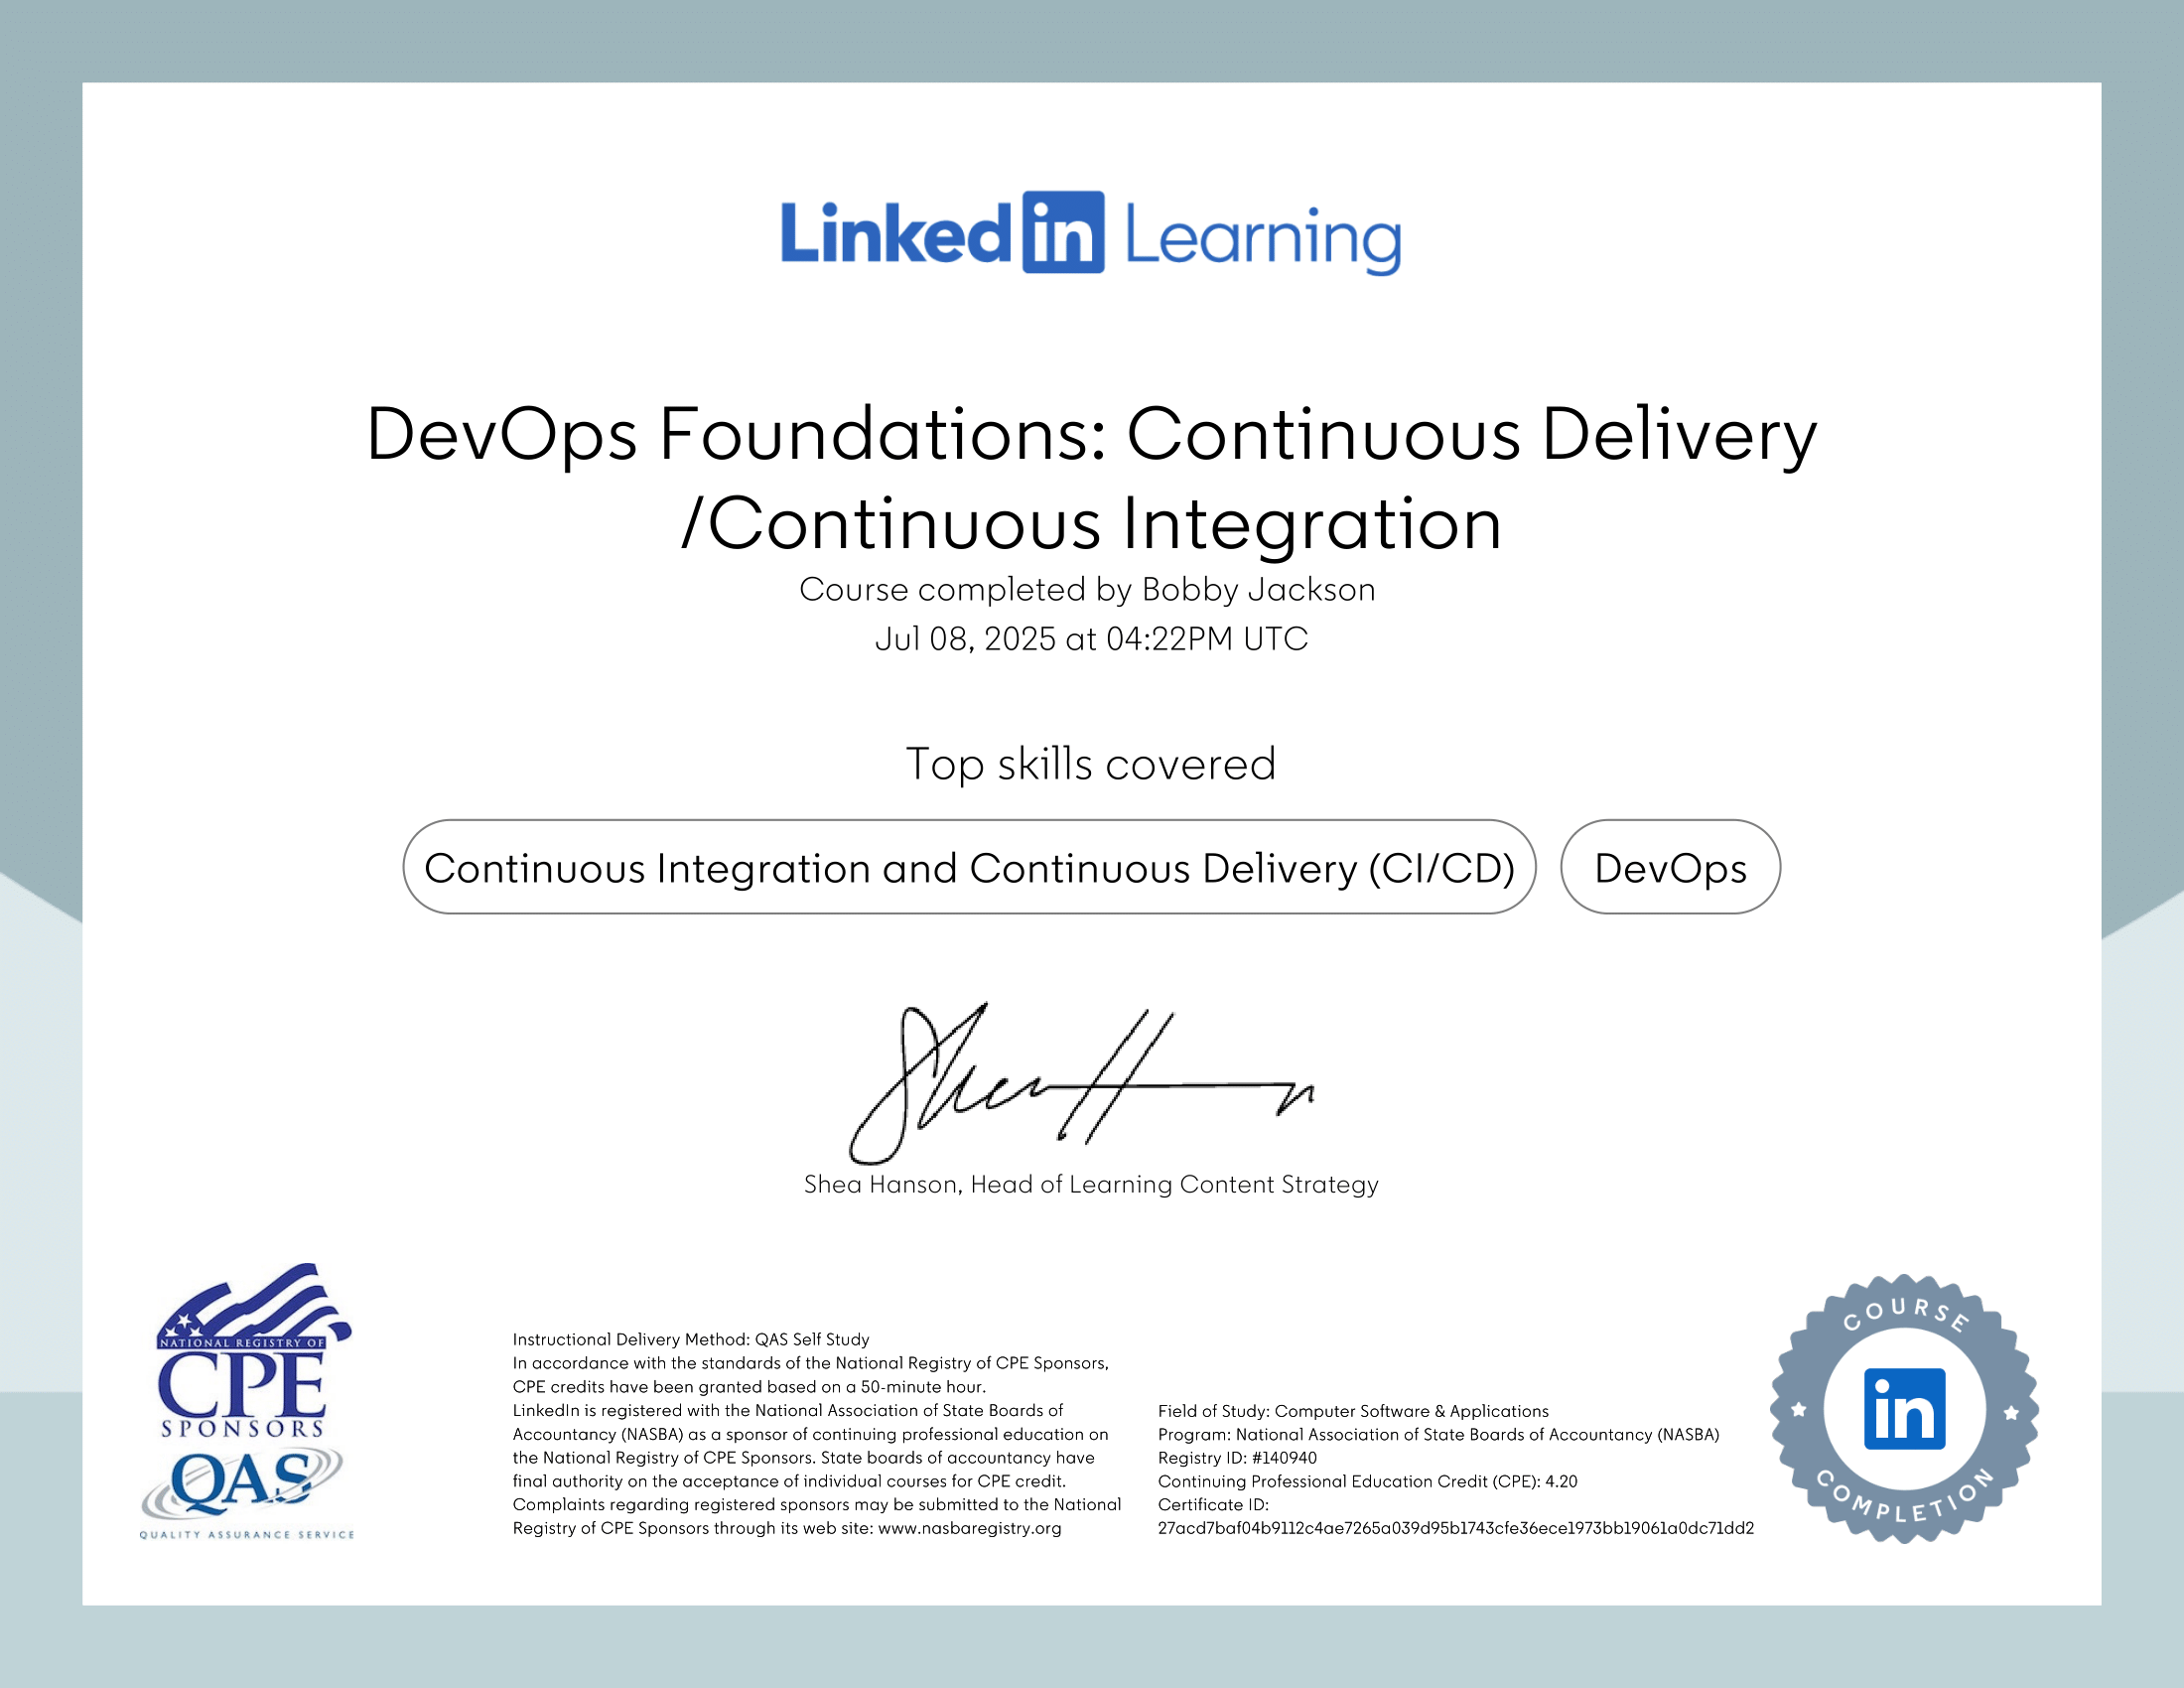 LinkedIn Learning
DevOps Foundations: Continuous Delivery
/Continuous Integration
Course completed by Bobby Jackson
Jul 08, 2025 at 04:22PM UTC
Top skills covered
Continuous Integration and Continuous Delivery (CI/CD)
DevOps
Shea Hanson, Head of Learning Content Strategy
NATIONAL REGISTRY OF
CPE
SPONSORS
QAS
QUALITY ASSURANCE SERVICE
Instructional Delivery Method: QAS Self Study
In accordance with the standards of the National Registry of CPE Sponsors,
CPE credits have been granted based on a 50-minute hour.
LinkedIn is registered with the National Association of State Boards of
Accountancy (NASBA) as a sponsor of continuing professional education on
the National Registry of CPE Sponsors. State boards of accountancy have
final authority on the acceptance of individual courses for CPE credit.
Complaints regarding registered sponsors may be submitted to the National
Registry of CPE Sponsors through its web site: www.nasbaregistry.org
Field of Study: Computer Software & Applications
Program: National Association of State Boards of Accountancy (NASBA)
Registry ID: #140940
Continuing Professional Education Credit (CPE): 4.20
Certificate ID:
27acd7baf04b9112c4ae7265a039d95b1743cfe36ece1973bb19061a0dc71dd2
COURSE
in
COMPLETION